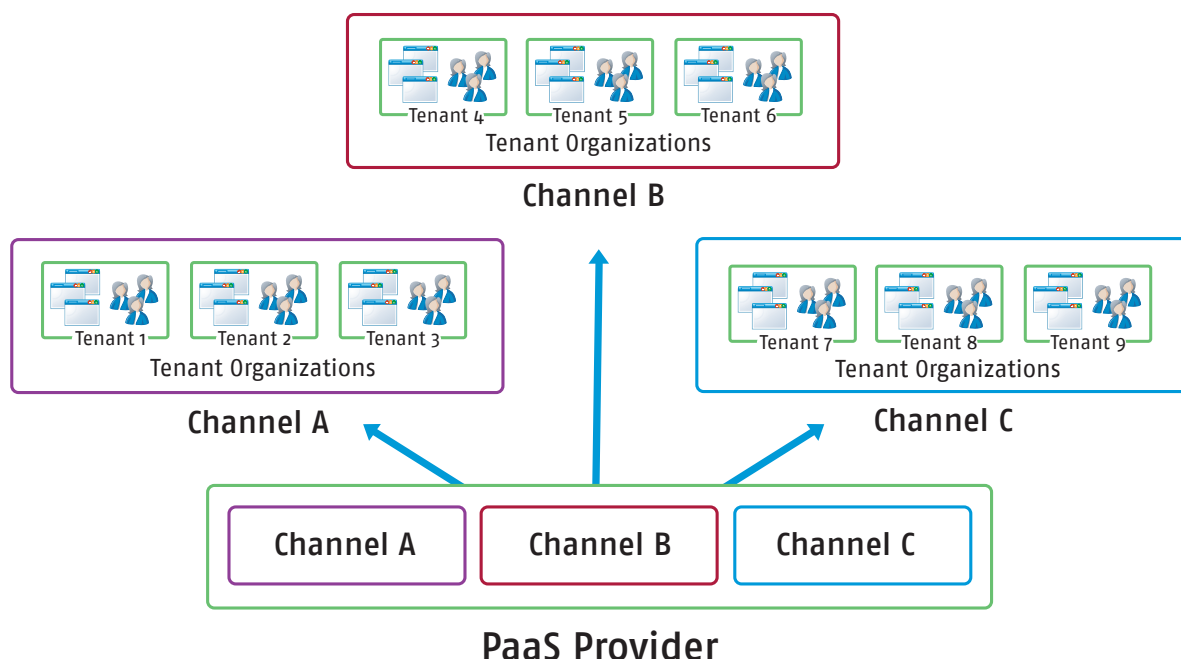 Tenant 4 Tenant 5 Tenant 6
Tenant Organizations
Channel B
Tenant 1 Tenant 2 Tenant 3
Tenant Organizations
Channel A
Tenant 7 Tenant 8 Tenant 9
Tenant Organizations
Channel C
Channel A Channel B Channel C
PaaS Provider